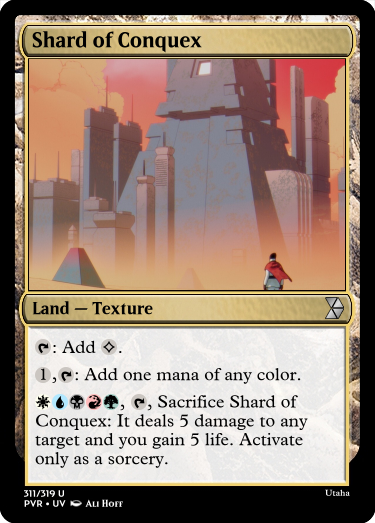 Shard of Conquex
Land — Texture
: Add .
1, : Add one mana of any color.
, , Sacrifice Shard of
Conquex: It deals 5 damage to any
target and you gain 5 life. Activate
only as a sorcery.
311/319 U
Utaha
PVR • UV Ali Hoff